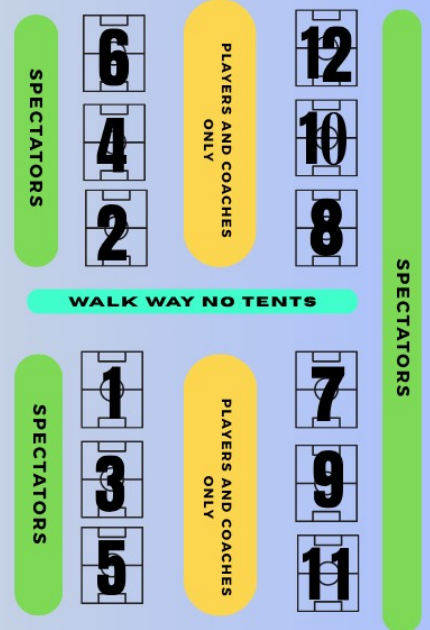 SPECTATORS
6
4
2
PLAYERS AND COACHES
ONLY
12
10
8
SPECTATORS
WALK WAY NO TENTS
SPECTATORS
1
3
5
PLAYERS AND COACHES
ONLY
7
9
11